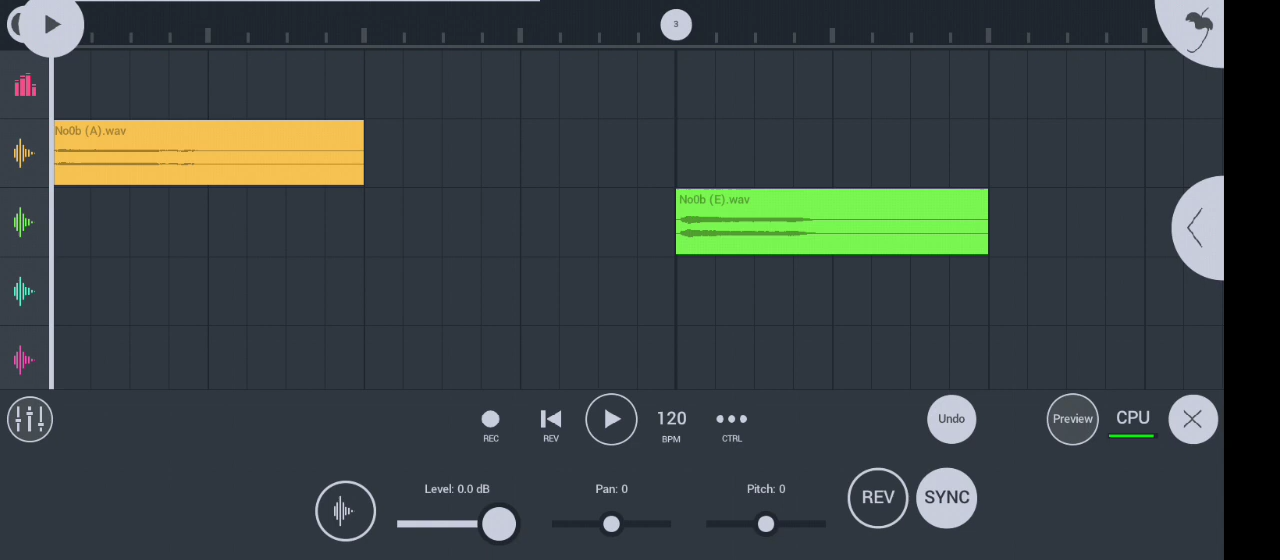 3
No0b (A).wav
No0b (E).wav
REC
REV
120
BPM
CTRL
Undo
Preview
CPU
Level: 0.0 dB
Pan: 0
Pitch: 0
REV
SYNC